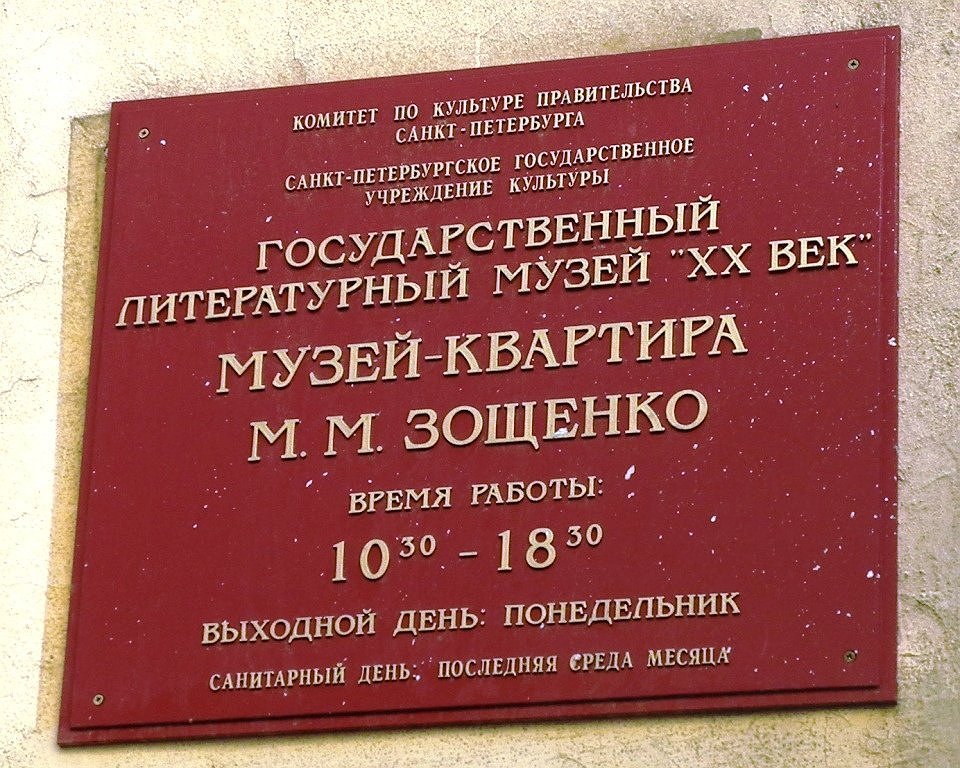 КОМИТЕТ ПО КУЛЬТУРЕ ПРАВИТЕЛЬСТВА
САНКТ-ПЕТЕРБУРГА
САНКТ-ПЕТЕРБУРГСКОЕ ГОСУДАРСТВЕННОЕ
УЧРЕЖДЕНИЕ КУЛЬТУРЫ
ГОСУДАРСТВЕННЫЙ
ЛИТЕРАТУРНЫЙ МУЗЕЙ "ХХ ВЕК"
МУЗЕЙ-КВАРТИРА
М. М. ЗОЩЕНКО
ВРЕМЯ РАБОТЫ:
10³⁰ - 18³⁰
ВЫХОДНОЙ ДЕНЬ: ПОНЕДЕЛЬНИК
САНИТАРНЫЙ ДЕНЬ: ПОСЛЕДНЯЯ СРЕДА МЕСЯЦА